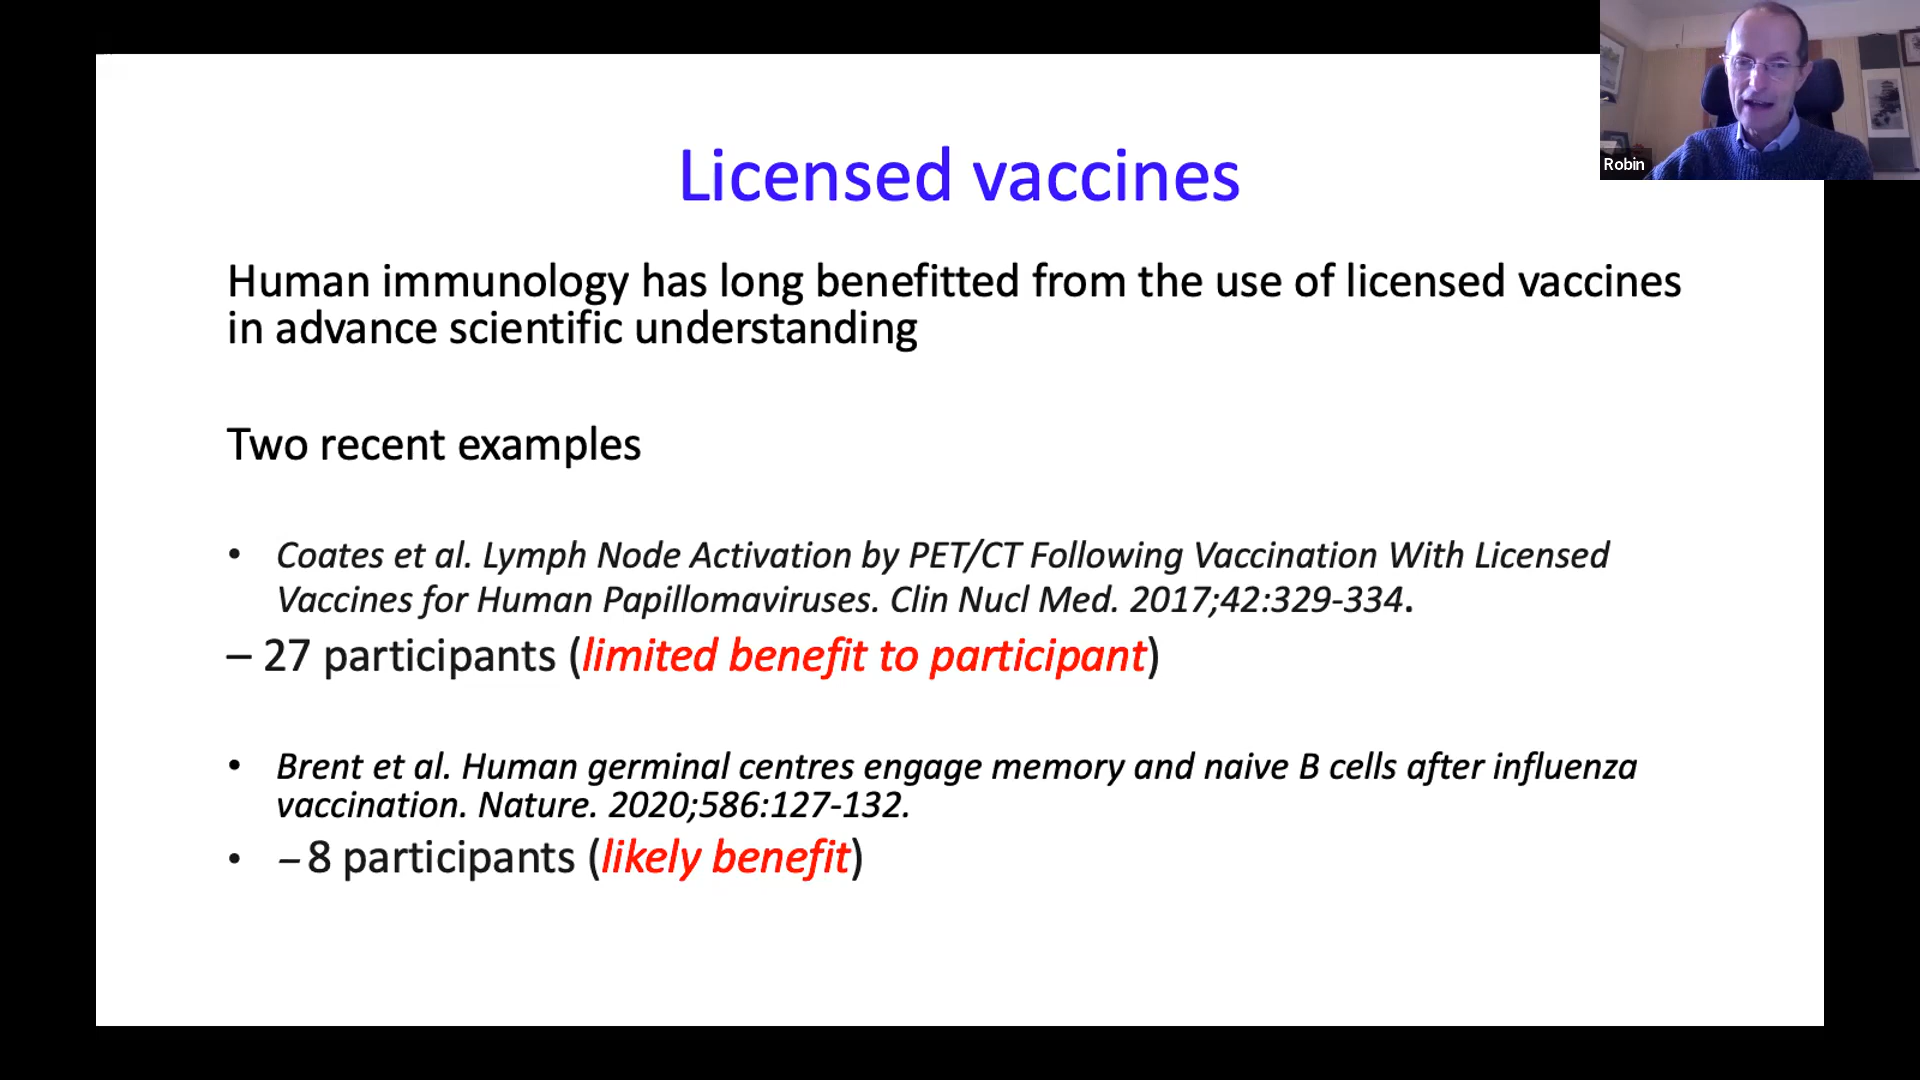 Robin
Licensed vaccines
Human immunology has long benefitted from the use of licensed vaccines
in advance scientific understanding
Two recent examples
• Coates et al. Lymph Node Activation by PET/CT Following Vaccination With Licensed
Vaccines for Human Papillomaviruses. Clin Nucl Med. 2017;42:329-334.
– 27 participants (limited benefit to participant)
• Brent et al. Human germinal centres engage memory and naive B cells after influenza
vaccination. Nature. 2020;586:127-132.
• – 8 participants (likely benefit)